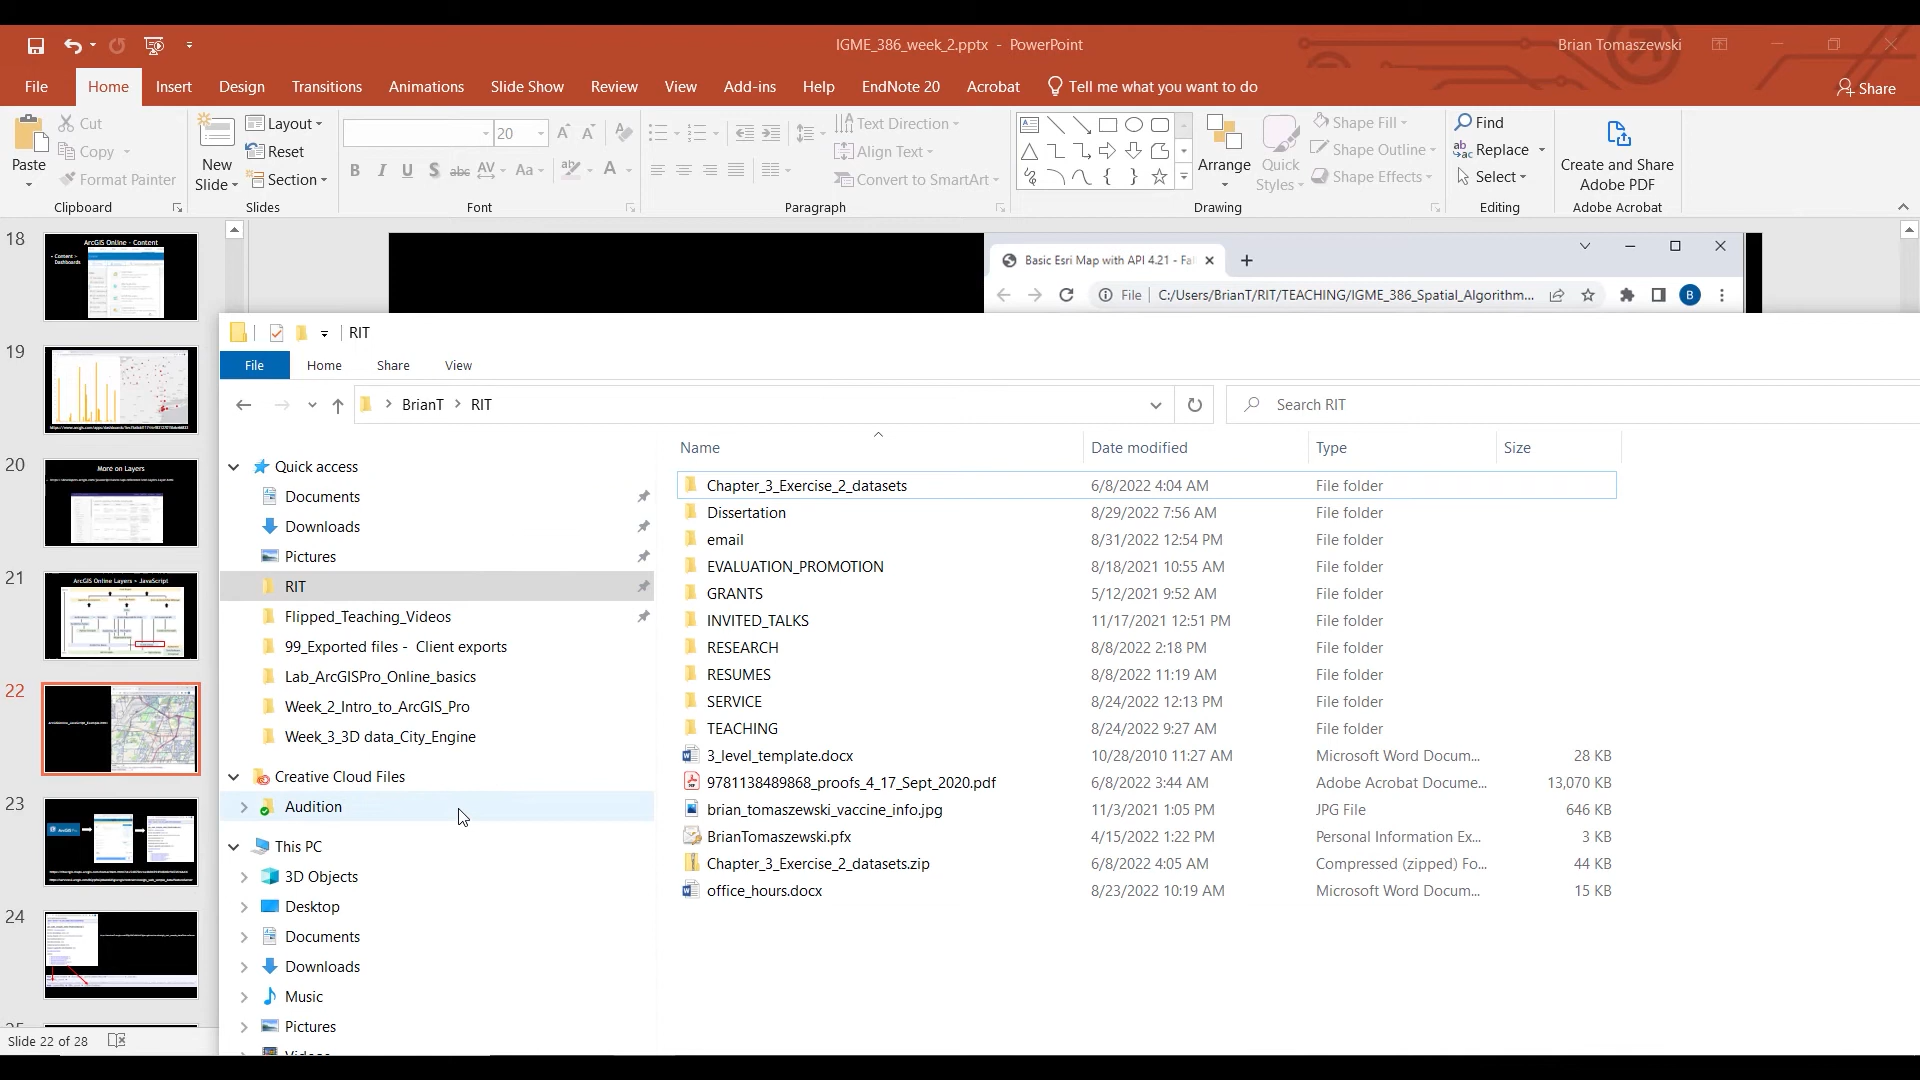 IGME_386_week_2.pptx - PowerPoint
Brian Tomaszewski
File Home Insert Design Transitions Animations Slide Show Review View Add-ins Help EndNote 20 Acrobat Tell me what you want to do Share
Paste
Cut
Copy
Format Painter
Clipboard
New Slide
Layout
Reset
Section
Slides
20
B I U S abc AV Aa A
Font
Text Direction
Align Text
Convert to SmartArt
Paragraph
Arrange
Quick Styles
Shape Fill
Shape Outline
Shape Effects
Drawing
Find
Replace
Select
Editing
Create and Share Adobe PDF
Adobe Acrobat
18
ArcGIS Online - Content
Content > Dashboards
19
20
More on Layers
21
ArcGIS Online Layers > JavaScript
22
23
24
Slide 22 of 28
Basic Esri Map with API 4.21 - Fal
File C:/Users/BrianT/RIT/TEACHING/IGME_386_Spatial_Algorithm...
B
RIT
File Home Share View
BrianT > RIT
Search RIT
Quick access
Documents
Downloads
Pictures
RIT
Flipped_Teaching_Videos
99_Exported files - Client exports
Lab_ArcGISPro_Online_basics
Week_2_Intro_to_ArcGIS_Pro
Week_3_3D data_City_Engine
Creative Cloud Files
Audition
This PC
3D Objects
Desktop
Documents
Downloads
Music
Pictures
Name Date modified Type Size
Chapter_3_Exercise_2_datasets 6/8/2022 4:04 AM File folder
Dissertation 8/29/2022 7:56 AM File folder
email 8/31/2022 12:54 PM File folder
EVALUATION_PROMOTION 8/18/2021 10:55 AM File folder
GRANTS 5/12/2021 9:52 AM File folder
INVITED_TALKS 11/17/2021 12:51 PM File folder
RESEARCH 8/8/2022 2:18 PM File folder
RESUMES 8/8/2022 11:19 AM File folder
SERVICE 8/24/2022 12:13 PM File folder
TEACHING 8/24/2022 9:27 AM File folder
3_level_template.docx 10/28/2010 11:27 AM Microsoft Word Docum... 28 KB
9781138489868_proofs_4_17_Sept_2020.pdf 6/8/2022 3:44 AM Adobe Acrobat Docume... 13,070 KB
brian_tomaszewski_vaccine_info.jpg 11/3/2021 1:05 PM JPG File 646 KB
BrianTomaszewski.pfx 4/15/2022 1:22 PM Personal Information Ex... 3 KB
Chapter_3_Exercise_2_datasets.zip 6/8/2022 4:05 AM Compressed (zipped) Fo... 44 KB
office_hours.docx 8/23/2022 10:19 AM Microsoft Word Docum... 15 KB